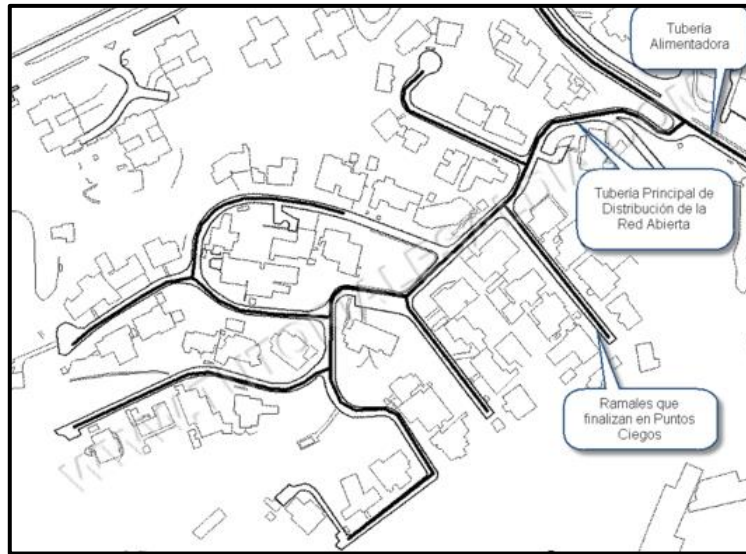 Tubería
Alimentadora
Tubería Principal de
Distribución de la
Red Abierta
Ramales que
finalizan en Puntos
Ciegos